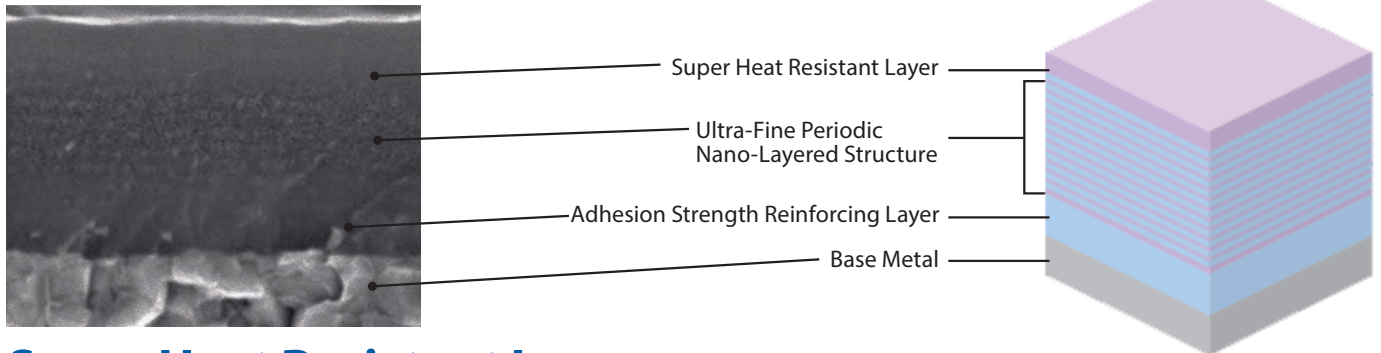 Super Heat Resistant Layer
Ultra-Fine Periodic
Nano-Layered Structure
Adhesion Strength Reinforcing Layer
Base Metal